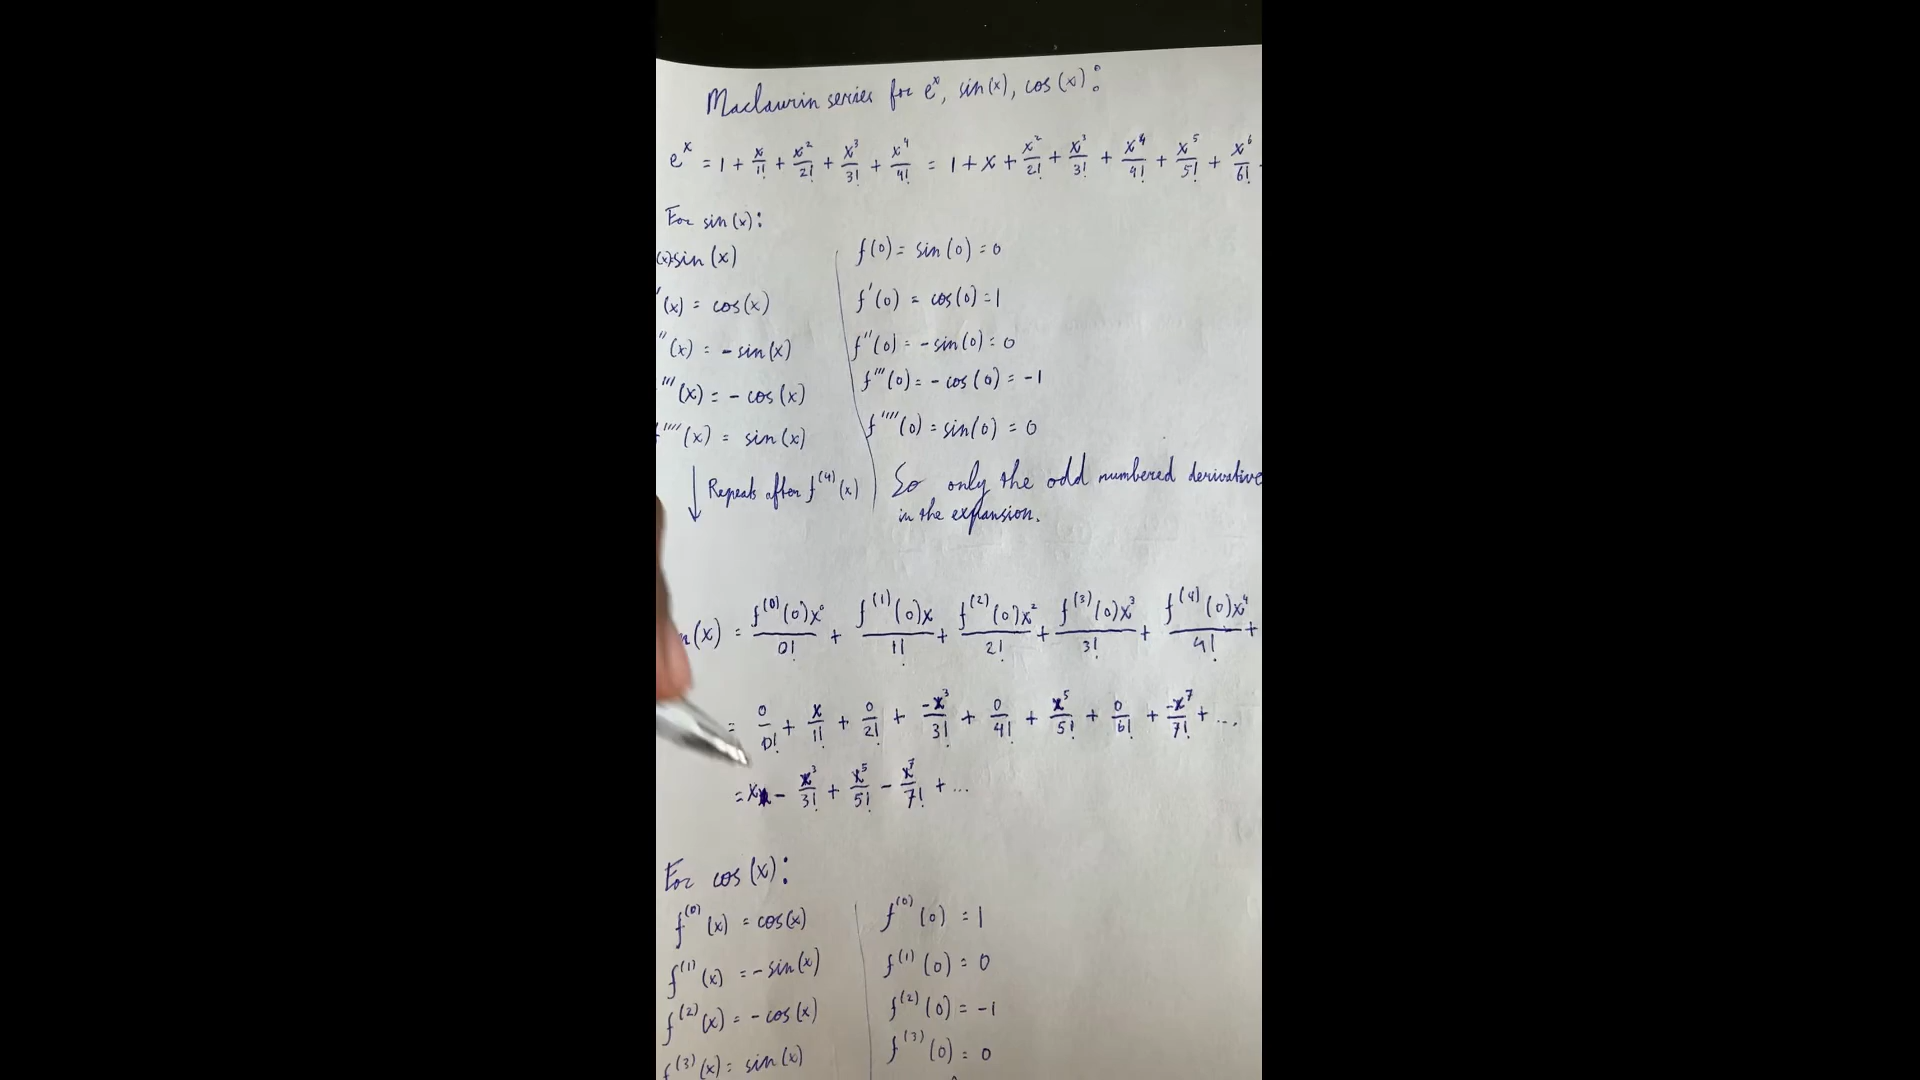 Maclaurin series for e^x, sin(x), cos(x):
e^x = 1 + x/1! + x^2/2! + x^3/3! + x^4/4! = 1 + x + x^2/2! + x^3/3! + x^4/4! + x^5/5! + x^6/6!
For sin(x):
(x)=sin(x)
f(0) = sin(0) = 0
'(x) = cos(x)
f'(0) = cos(0) = 1
''(x) = -sin(x)
f''(0) = -sin(0) = 0
'''(x) = -cos(x)
f'''(0) = -cos(0) = -1
f''''(x) = sin(x)
f''''(0) = sin(0) = 0
↓ Repeats after f^(4)(x)
So only the odd numbered derivative
in the expansion.
n(x) = f^(0)(0)x^0/0! + f^(1)(0)x/1! + f^(2)(0)x^2/2! + f^(3)(0)x^3/3! + f^(4)(0)x^4/4! +
= 0/0! + x/1! + 0/2! + -x^3/3! + 0/4! + x^5/5! + 0/6! + -x^7/7! + ...
= x - x^3/3! + x^5/5! - x^7/7! + ...
For cos(x):
f^(0)(x) = cos(x)
f^(0)(0) = 1
f^(1)(x) = -sin(x)
f^(1)(0) = 0
f^(2)(x) = -cos(x)
f^(2)(0) = -1
f^(3)(x) = sin(x)
f^(3)(0) = 0